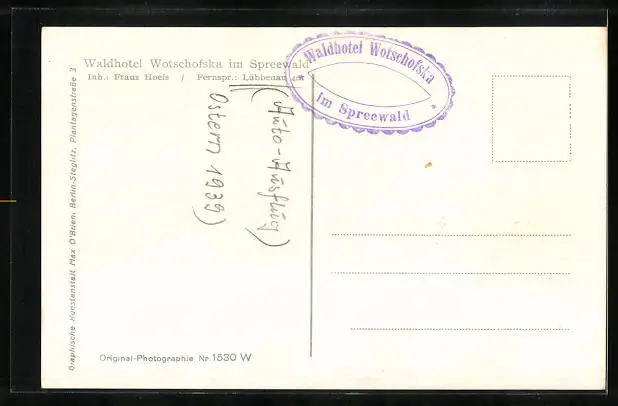 Waldhotel Wotschofska im Spreewald
Inh.: Franz Hoefs / Fernspr.: Lübbenau
Waldhotel Wotschofska
im Spreewald
(Auto-Ausflug
Ostern 1939)
Graphische Kunstanstalt Max O'Brien, Berlin-Steglitz, Plantagenstraße 3
Original-Photographie Nr. 1530 W